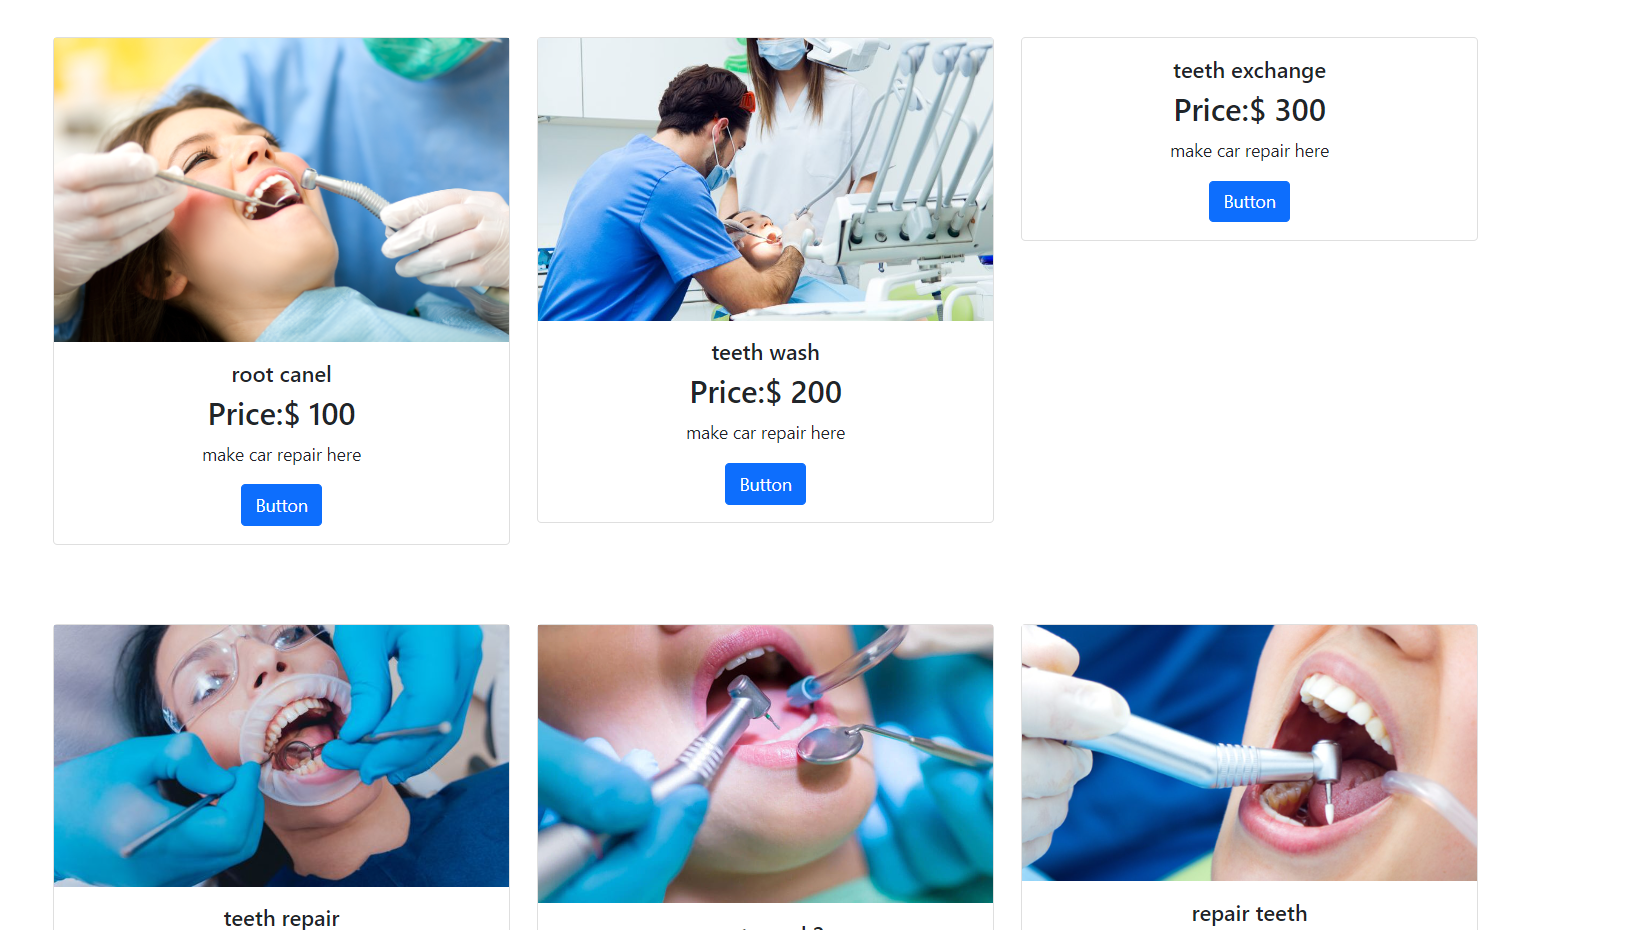 root canel
Price:$ 100
make car repair here
Button
teeth wash
Price:$ 200
make car repair here
Button
teeth exchange
Price:$ 300
make car repair here
Button
teeth repair
repair teeth